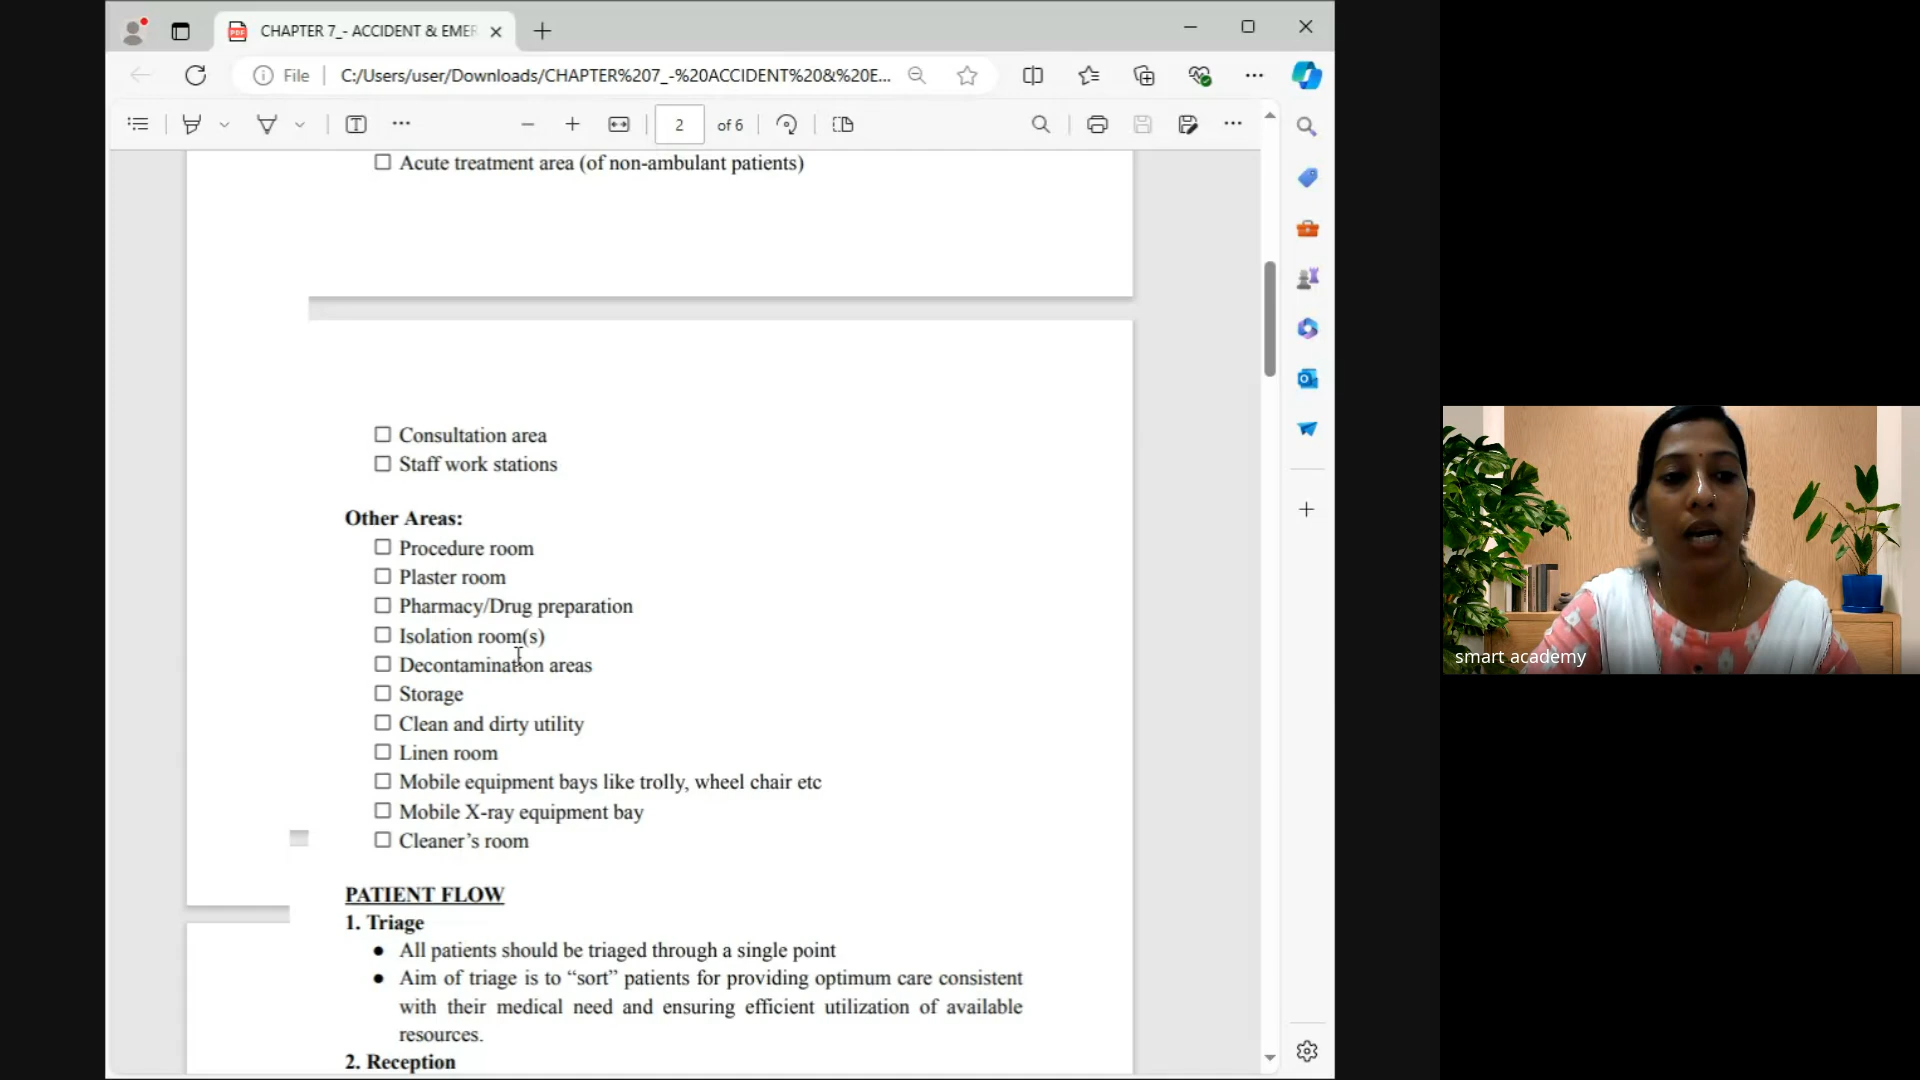 CHAPTER 7_- ACCIDENT & EMER
File
C:/Users/user/Downloads/CHAPTER%207_-%20ACCIDENT%20&%20E...
2 of 6
☐ Acute treatment area (of non-ambulant patients)
☐ Consultation area
☐ Staff work stations
Other Areas:
☐ Procedure room
☐ Plaster room
☐ Pharmacy/Drug preparation
☐ Isolation room(s)
☐ Decontamination areas
☐ Storage
☐ Clean and dirty utility
☐ Linen room
☐ Mobile equipment bays like trolly, wheel chair etc
☐ Mobile X-ray equipment bay
☐ Cleaner’s room
PATIENT FLOW
1. Triage
● All patients should be triaged through a single point
● Aim of triage is to “sort” patients for providing optimum care consistent
with their medical need and ensuring efficient utilization of available
resources.
2. Reception
smart academy